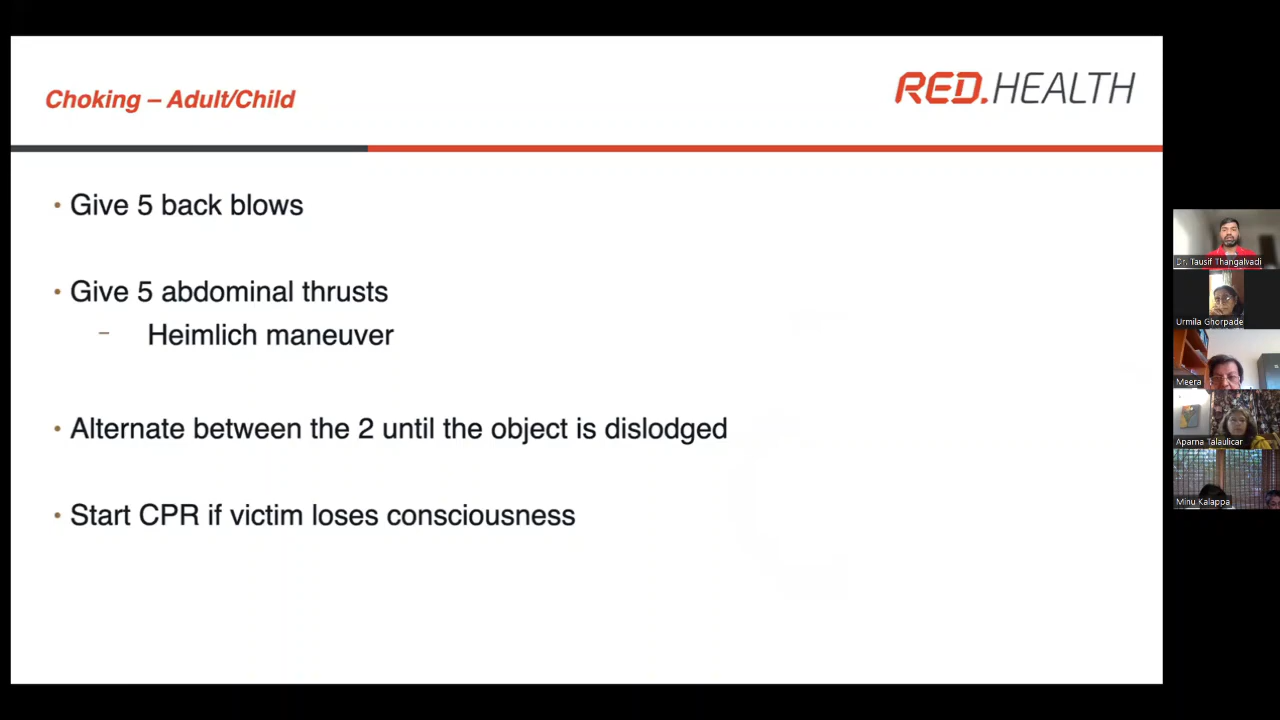 Choking – Adult/Child
RED.HEALTH
• Give 5 back blows
• Give 5 abdominal thrusts
– Heimlich maneuver
• Alternate between the 2 until the object is dislodged
• Start CPR if victim loses consciousness
Dr. Tausif Thangalvadi
Urmila Ghorpade
Meera
Aparna Talaulicar
Minu Kalappa